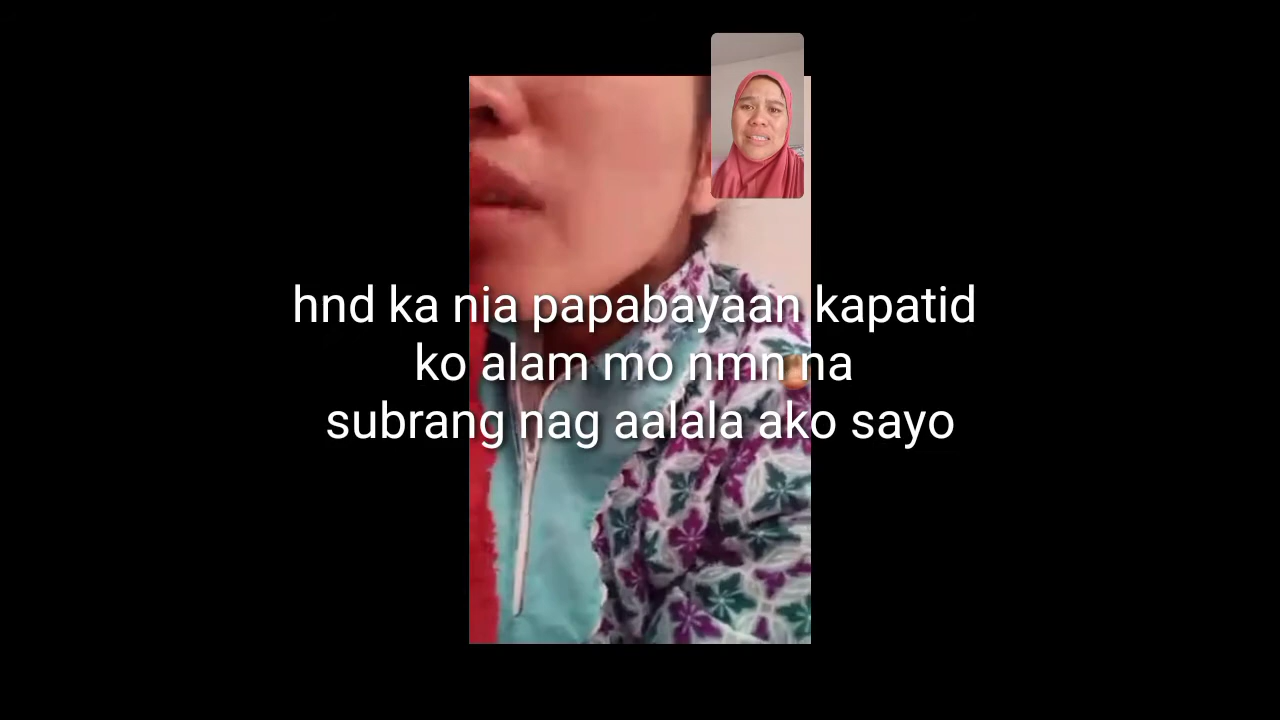 hnd ka nia papabayaan kapatid
ko alam mo nmn na
subrang nag aalala ako sayo